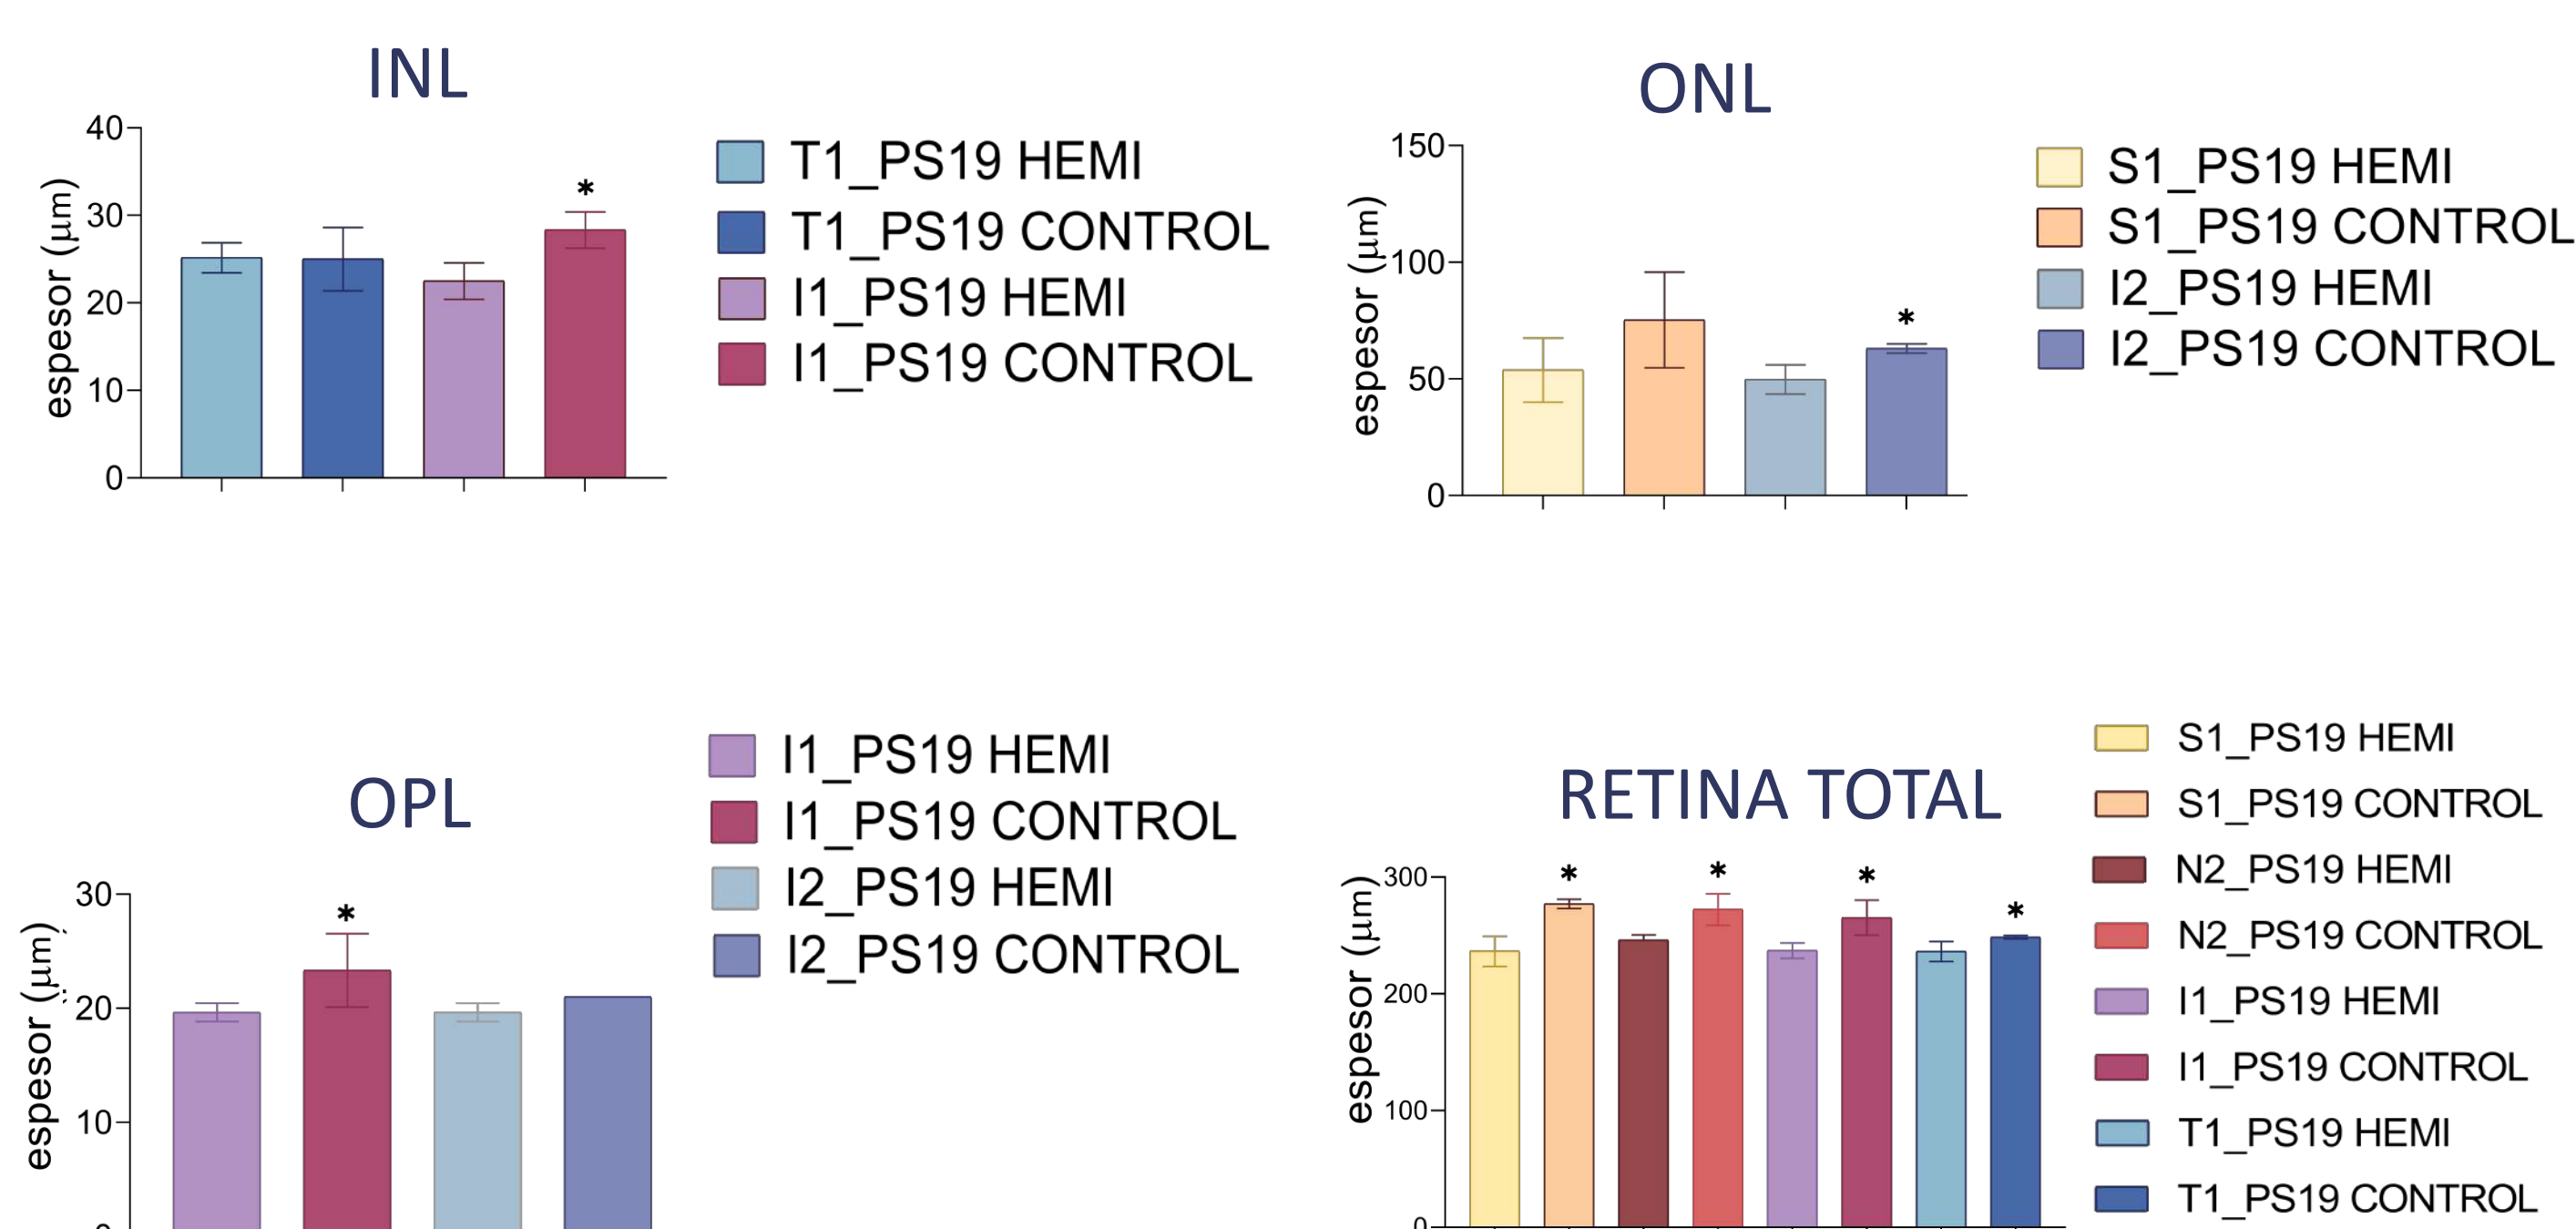 INL
40
30
20
10
0
espesor (μm)
*
T1_PS19 HEMI
T1_PS19 CONTROL
I1_PS19 HEMI
I1_PS19 CONTROL
ONL
150
100
50
0
espesor (μm)
*
S1_PS19 HEMI
S1_PS19 CONTROL
I2_PS19 HEMI
I2_PS19 CONTROL
OPL
30
20
10
0
espesor (μm)
*
I1_PS19 HEMI
I1_PS19 CONTROL
I2_PS19 HEMI
I2_PS19 CONTROL
RETINA TOTAL
300
200
100
0
espesor (μm)
* * * *
S1_PS19 HEMI
S1_PS19 CONTROL
N2_PS19 HEMI
N2_PS19 CONTROL
I1_PS19 HEMI
I1_PS19 CONTROL
T1_PS19 HEMI
T1_PS19 CONTROL